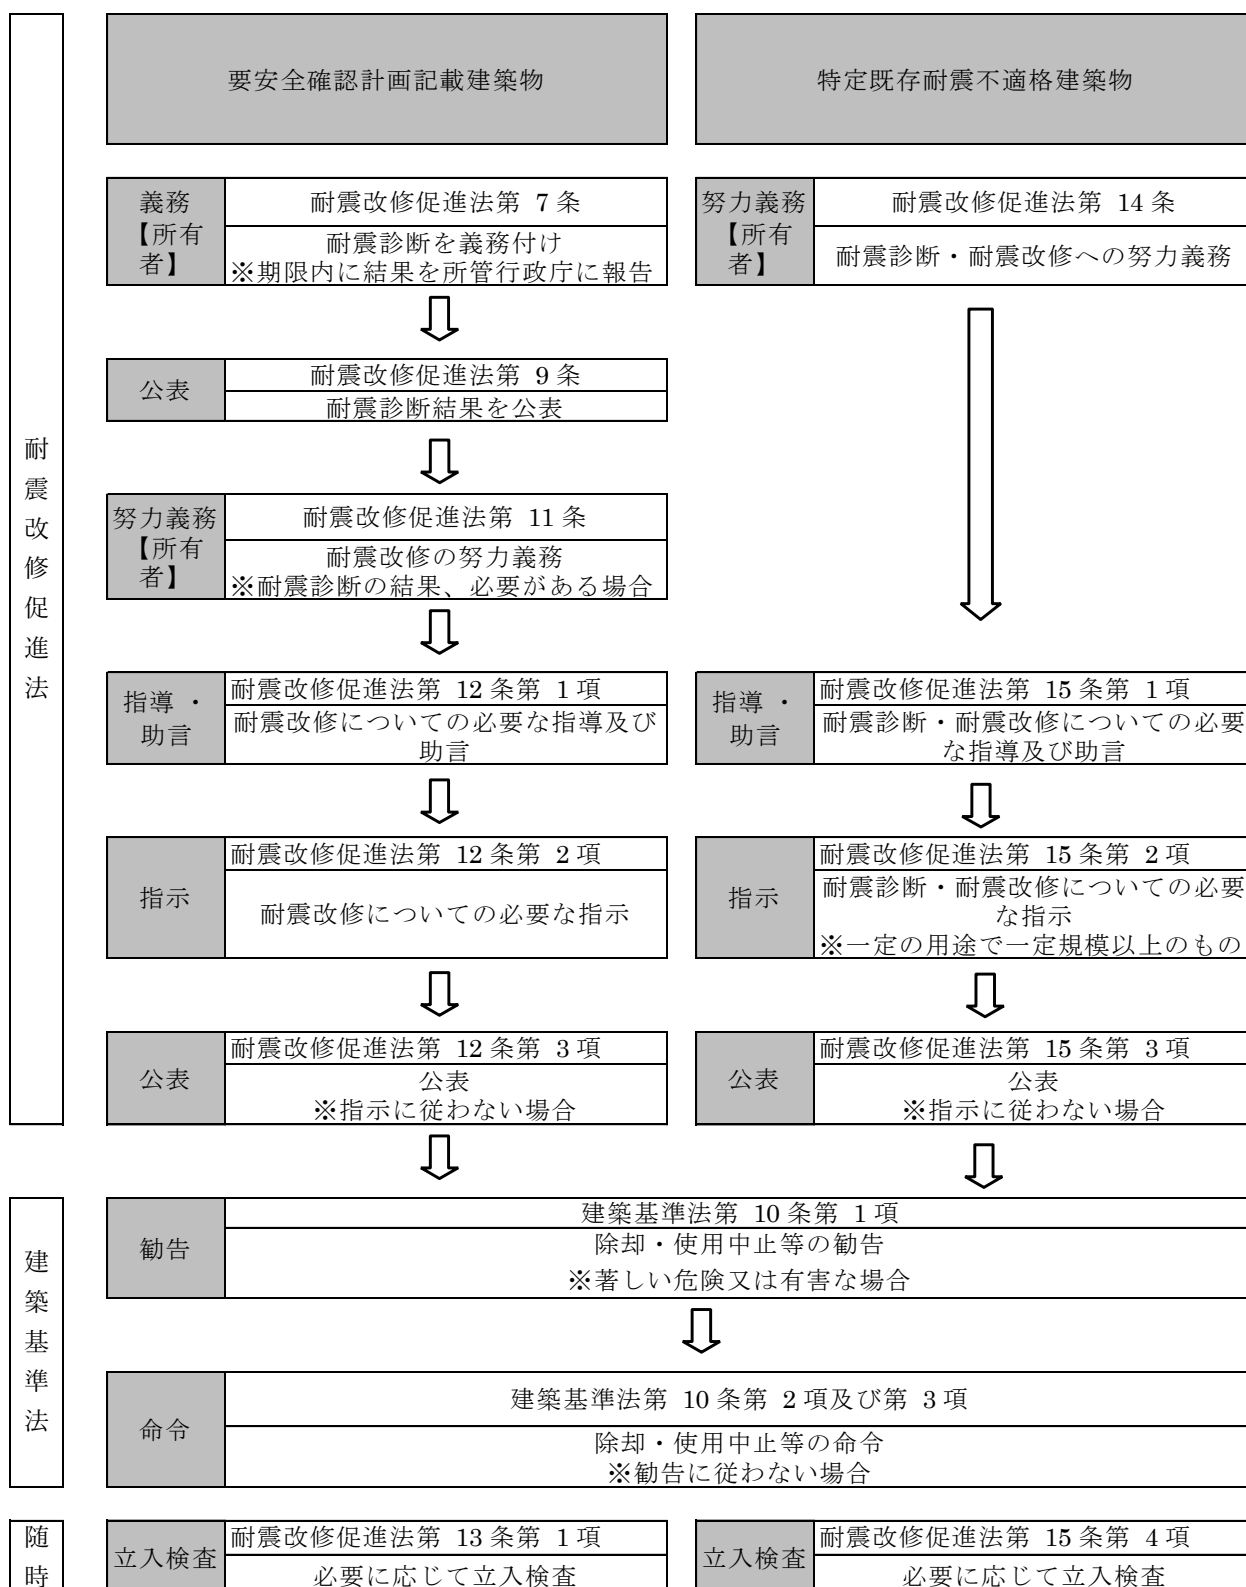 耐震改修促進法
要安全確認計画記載建築物
特定既存耐震不適格建築物
義務
【所有
者】
耐震改修促進法第 7 条
耐震診断を義務付け
※期限内に結果を所管行政庁に報告
努力義務
【所有
者】
耐震改修促進法第 14 条
耐震診断・耐震改修への努力義務
公表
耐震改修促進法第 9 条
耐震診断結果を公表
努力義務
【所有
者】
耐震改修促進法第 11 条
耐震改修の努力義務
※耐震診断の結果、必要がある場合
指導 ・
助言
耐震改修促進法第 12 条第 1 項
耐震改修についての必要な指導及び
助言
指導 ・
助言
耐震改修促進法第 15 条第 1 項
耐震診断・耐震改修についての必要
な指導及び助言
指示
耐震改修促進法第 12 条第 2 項
耐震改修についての必要な指示
指示
耐震改修促進法第 15 条第 2 項
耐震診断・耐震改修についての必要
な指示
※一定の用途で一定規模以上のもの
公表
耐震改修促進法第 12 条第 3 項
公表
※指示に従わない場合
公表
耐震改修促進法第 15 条第 3 項
公表
※指示に従わない場合
建築基準法
勧告
建築基準法第 10 条第 1 項
除却・使用中止等の勧告
※著しい危険又は有害な場合
命令
建築基準法第 10 条第 2 項及び第 3 項
除却・使用中止等の命令
※勧告に従わない場合
随時
立入検査
耐震改修促進法第 13 条第 1 項
必要に応じて立入検査
立入検査
耐震改修促進法第 15 条第 4 項
必要に応じて立入検査